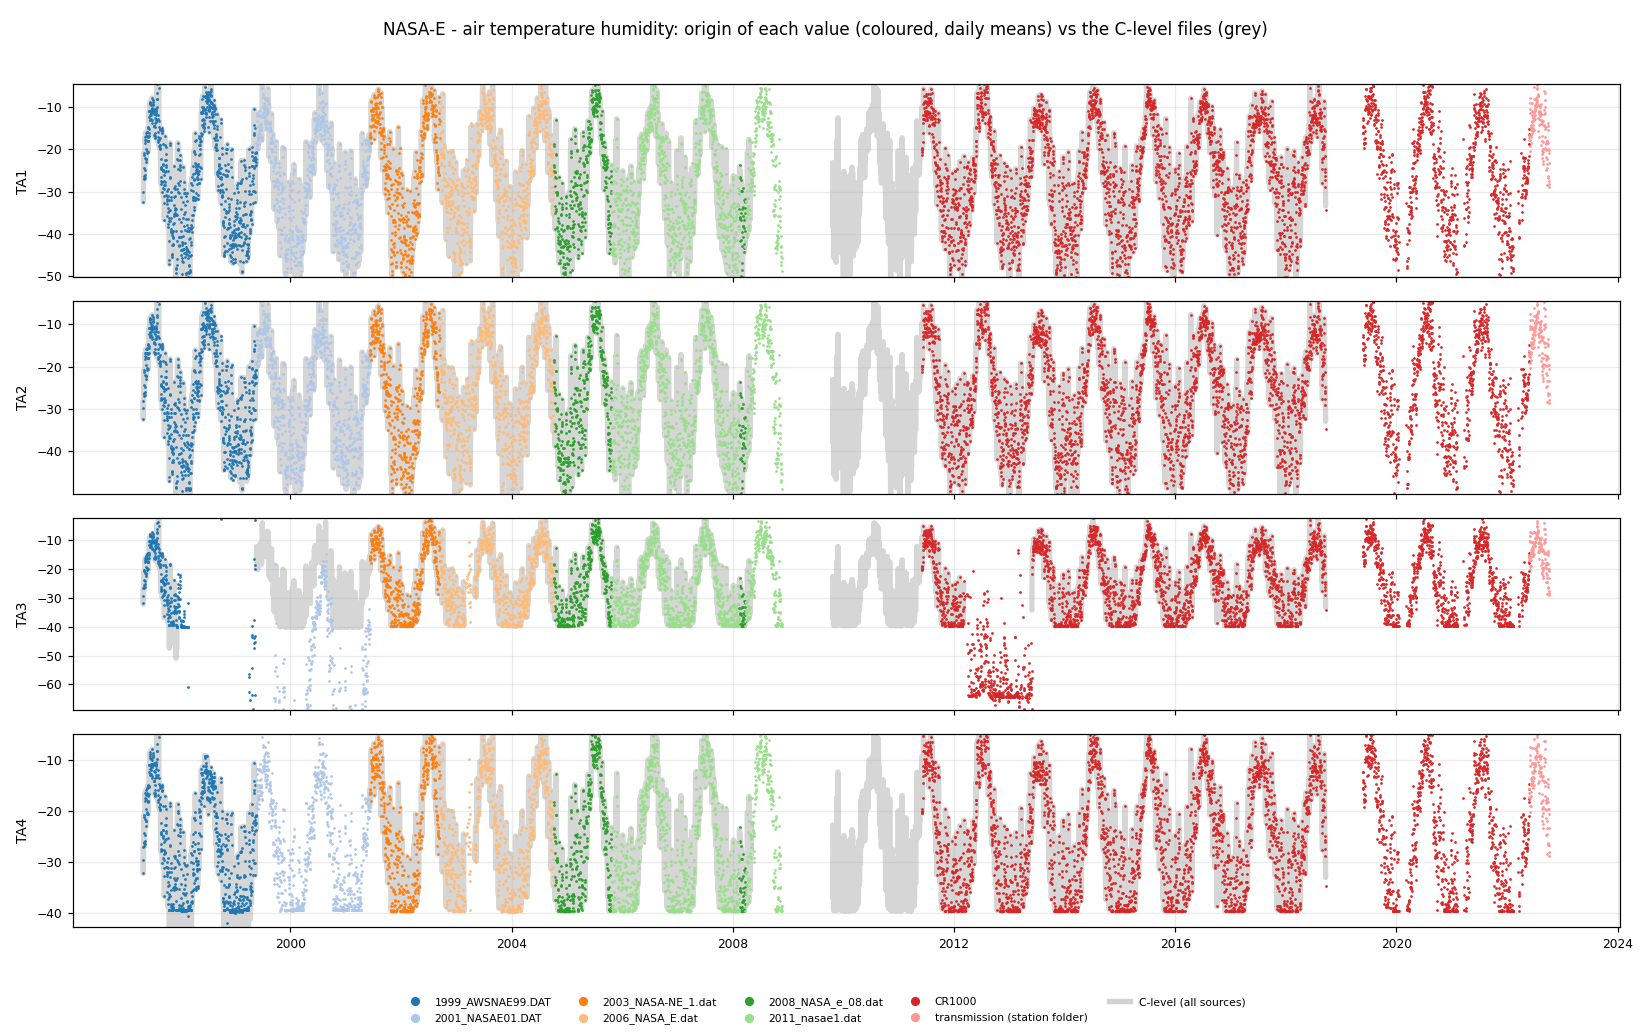 NASA-E - air temperature humidity: origin of each value (coloured, daily means) vs the C-level files (grey)
TA1
−10
−20
−30
−40
−50
TA2
−10
−20
−30
−40
TA3
−10
−20
−30
−40
−50
−60
TA4
−10
−20
−30
−40
2000 2004 2008 2012 2016 2020 2024
1999_AWSNAE99.DAT 2003_NASA-NE_1.dat 2008_NASA_e_08.dat CR1000 C-level (all sources)
2001_NASAE01.DAT 2006_NASA_E.dat 2011_nasae1.dat transmission (station folder)